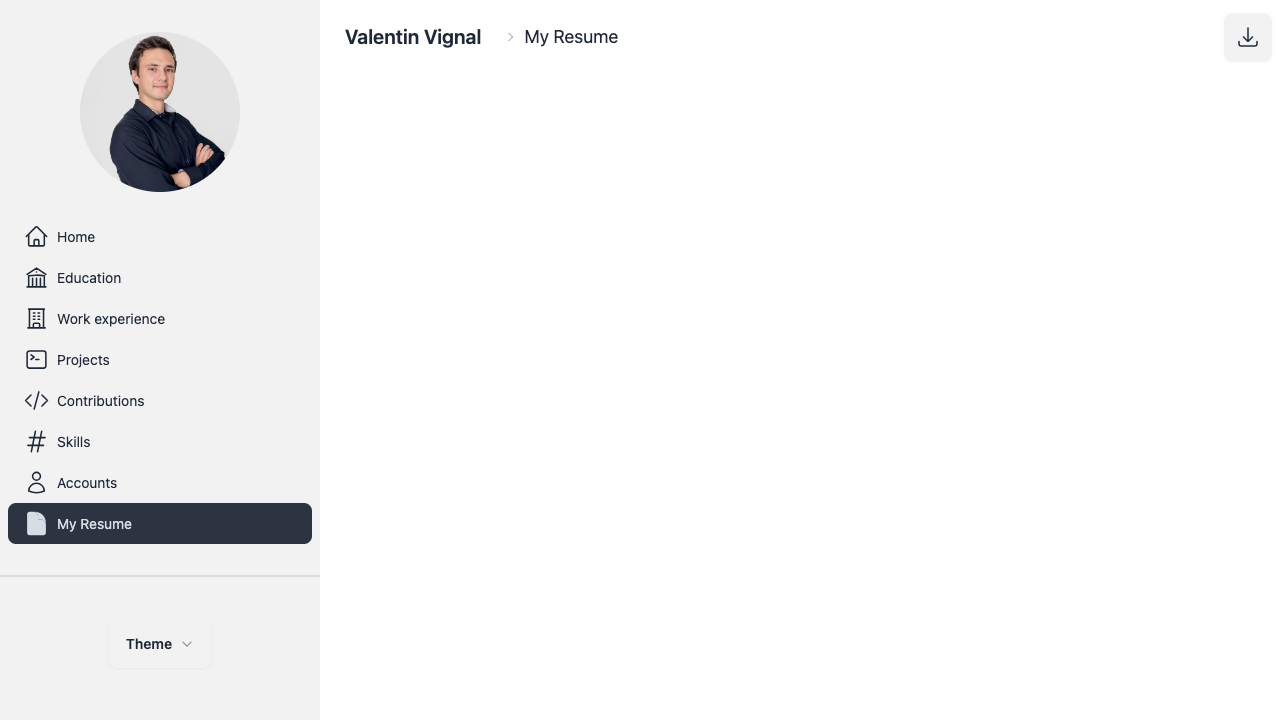 Valentin Vignal
My Resume
Home
Education
Work experience
Projects
Contributions
Skills
Accounts
My Resume
Theme